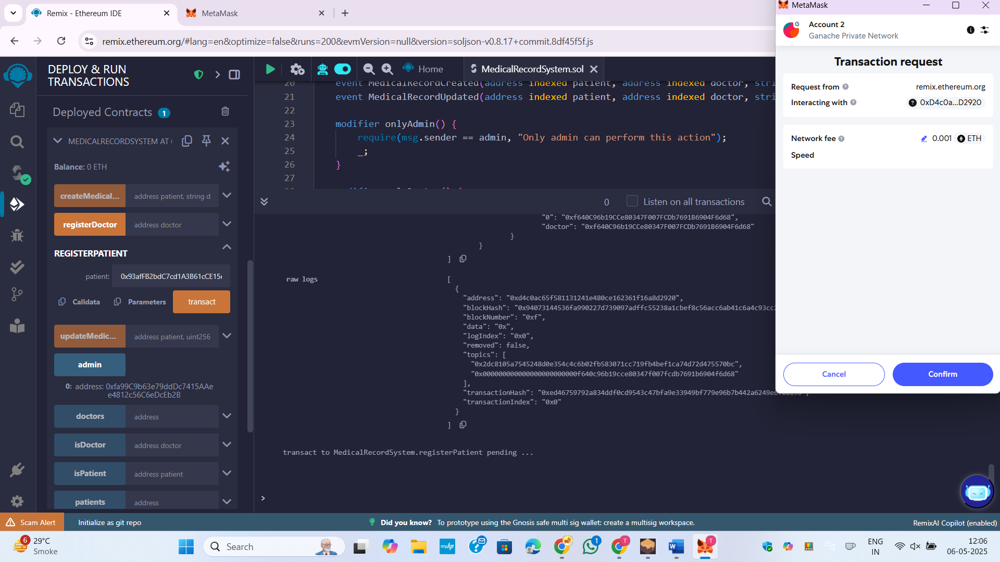 Remix - Ethereum IDE
MetaMask
remix.ethereum.org/#lang=en&optimize=false&runs=200&evmVersion=null&version=soljson-v0.8.17+commit.8df45f5f.js
DEPLOY & RUN
TRANSACTIONS
Deployed Contracts 1
MEDICALRECORDSYSTEM AT
Balance: 0 ETH
createMedical... address patient, string d
registerDoctor address doctor
REGISTERPATIENT
patient: 0x93afFB2bdC7cd1A3B61cCE15
Calldata Parameters transact
updateMedic... address patient, uint256
admin
0: address: 0xfa99C9b63e79ddDc7415AAe
e4812c56C6eDcEb2B
doctors address
isDoctor address doctor
isPatient address patient
patients address
Home
MedicalRecordSystem.sol
20 event MedicalRecordCreated(address indexed patient, address indexed doctor, stri
21 event MedicalRecordUpdated(address indexed patient, address indexed doctor, stri
22
23 modifier onlyAdmin() {
24 require(msg.sender == admin, "Only admin can perform this action");
25 _;
26 }
27
0 Listen on all transactions
"0": "0xf640C96b19CCe80347F007FCDb7691B6904F6d68",
"doctor": "0xf640C96b19CCe80347F007FCDb7691B6904F6d68"
}
}
]
raw logs [
{
"address": "0xd4c0ac65f581131241e480ce162361f16a8d2920",
"blockHash": "0x94073144536fa990227d739097adffc55238a1cbef8c56acc6ab41c6a4c93cc
"blockNumber": "0xf",
"data": "0x",
"logIndex": "0x0",
"removed": false,
"topics": [
"0x2dc8105a7545248d0e354c4c6b02fb583071cc719fb4bef1ca74d72d475570bc",
"0x000000000000000000000000f640c96b19cce80347f007fcdb7691b6904f6d68"
],
"transactionHash": "0xed46759792a834ddf0cd9543c47bfa9e33949bf779e96b7b442a6249e
"transactionIndex": "0x0"
}
]
transact to MedicalRecordSystem.registerPatient pending ...
>
MetaMask
G
Account 2
Ganache Private Network
Transaction request
Request from remix.ethereum.org
Interacting with 0xD4c0a...D2920
Network fee 0.001 ETH
Speed
Cancel
Confirm
Scam Alert
Initialize as git repo
Did you know? To prototype using the Gnosis safe multi sig wallet: create a multisig workspace.
RemixAI Copilot (enabled)
6
29°C
Smoke
Search
myhp
1
T
W
T
ENG
IN
12:06
06-05-2025